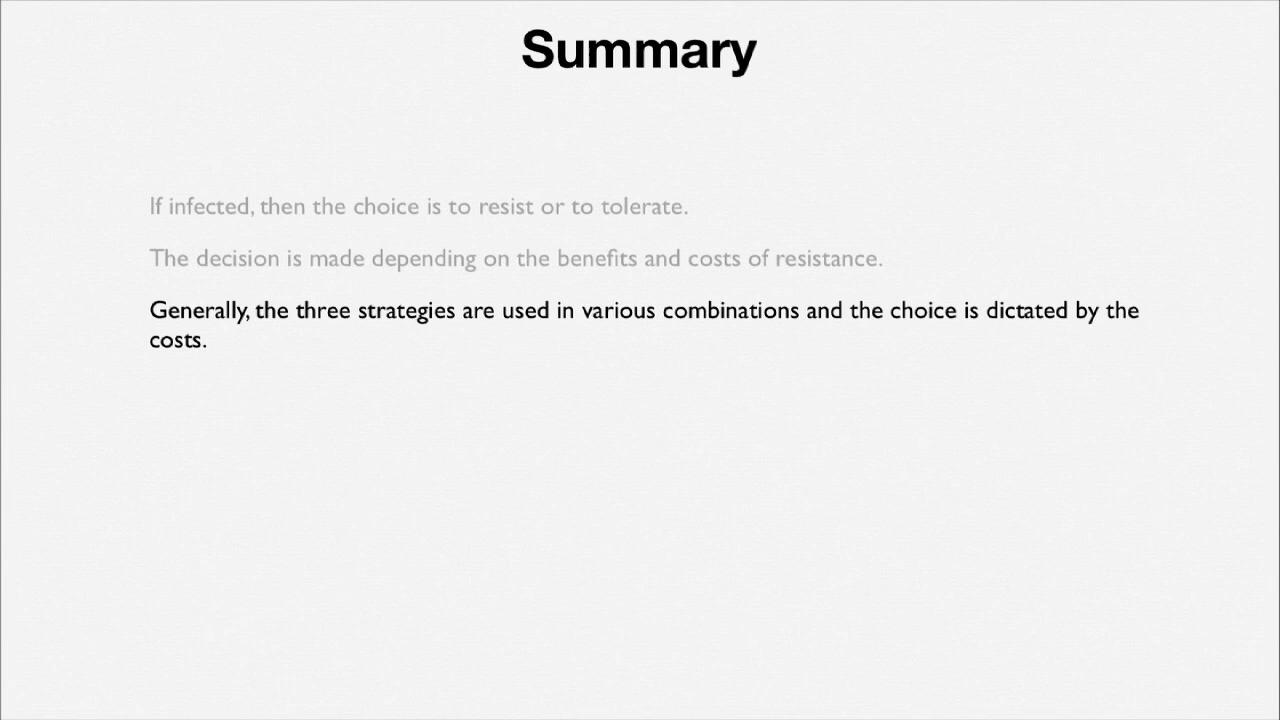 Summary
If infected, then the choice is to resist or to tolerate.
The decision is made depending on the benefits and costs of resistance.
Generally, the three strategies are used in various combinations and the choice is dictated by the
costs.